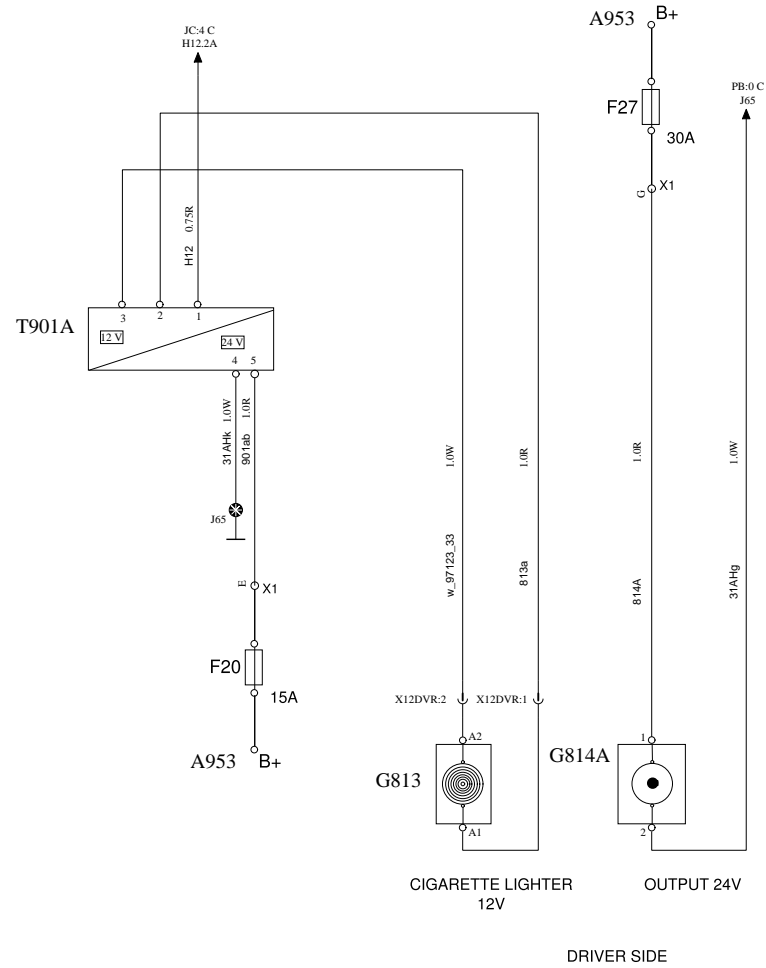 A953 B+
JC:4 C
H12.2A
PB:0 C
J65
F27
30A
G X1
H12 0.75R
3 2 1
T901A
12 V
24 V
4 5
31AHk 1.0W
901ab 1.0R
1.0W
1.0R
1.0R
1.0W
J65
w_97123_33
813a
814A
31AHg
E X1
F20
15A
X12DVR:2 X12DVR:1
A953 B+
A2
1
G813
G814A
A1
2
CIGARETTE LIGHTER
12V
OUTPUT 24V
DRIVER SIDE